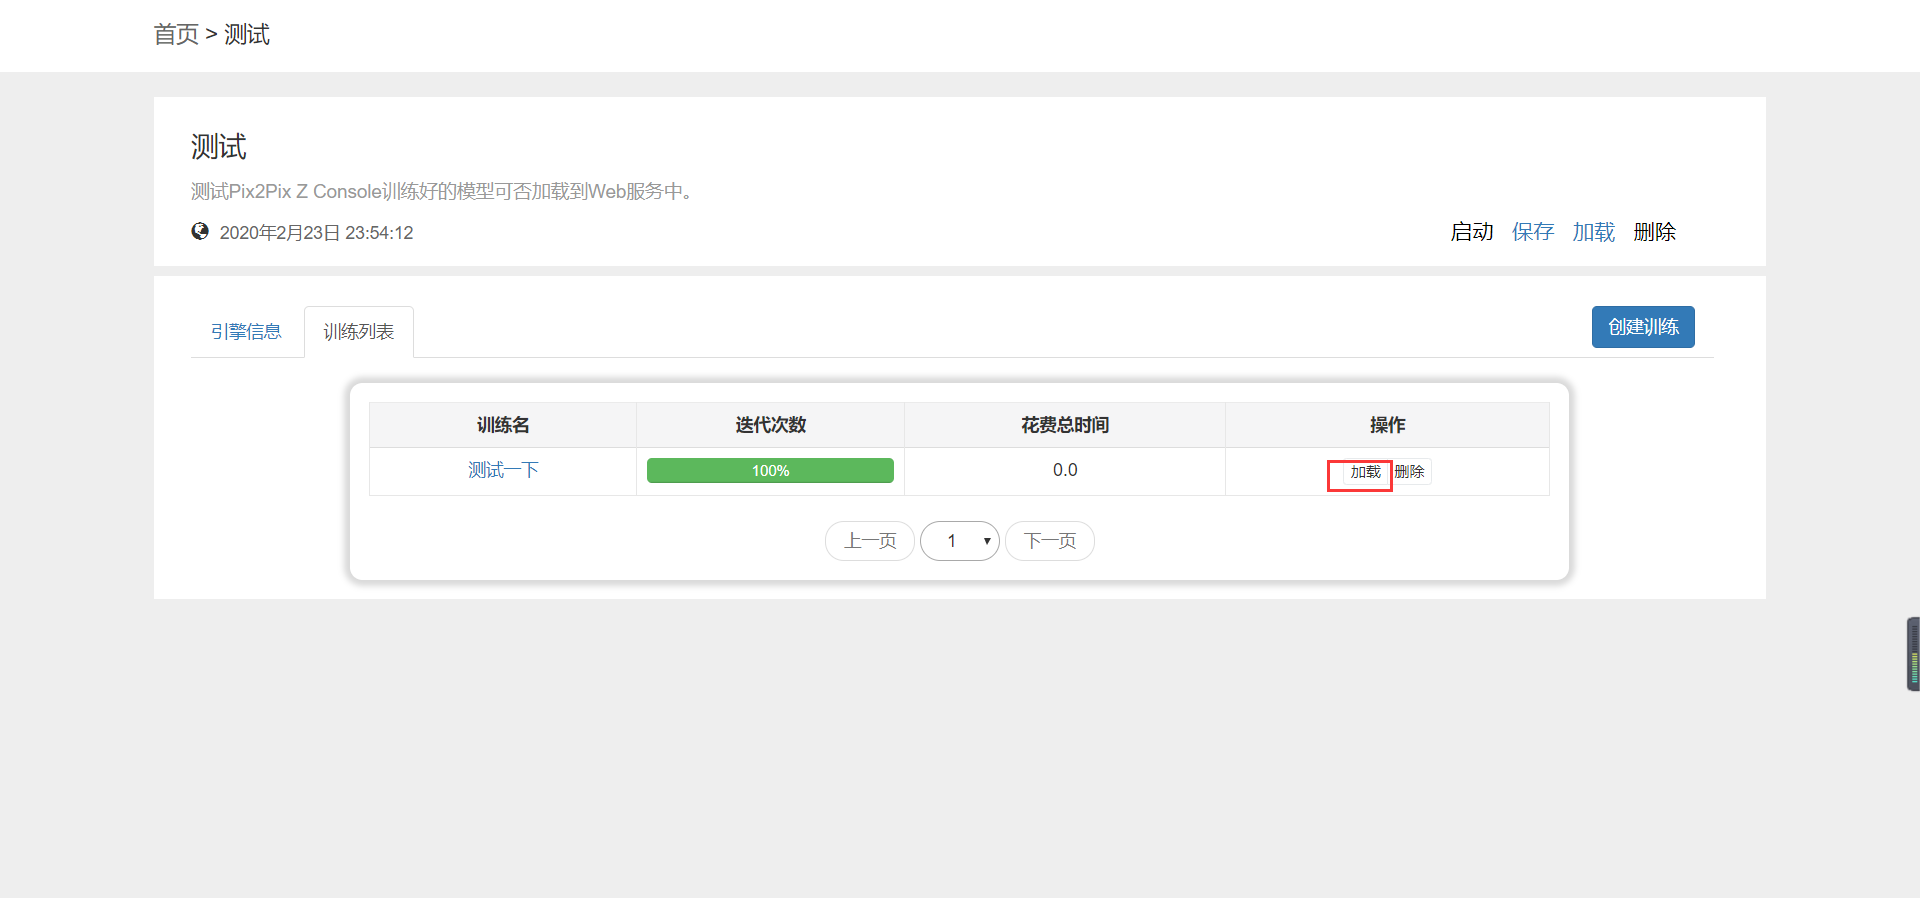 首页 > 测试
测试
测试Pix2Pix Z Console训练好的模型可否加载到Web服务中。
2020年2月23日 23:54:12
启动 保存 加载 删除
引擎信息 训练列表 创建训练
训练名 迭代次数 花费总时间 操作
测试一下 100% 0.0 加载 删除
上一页 1 下一页